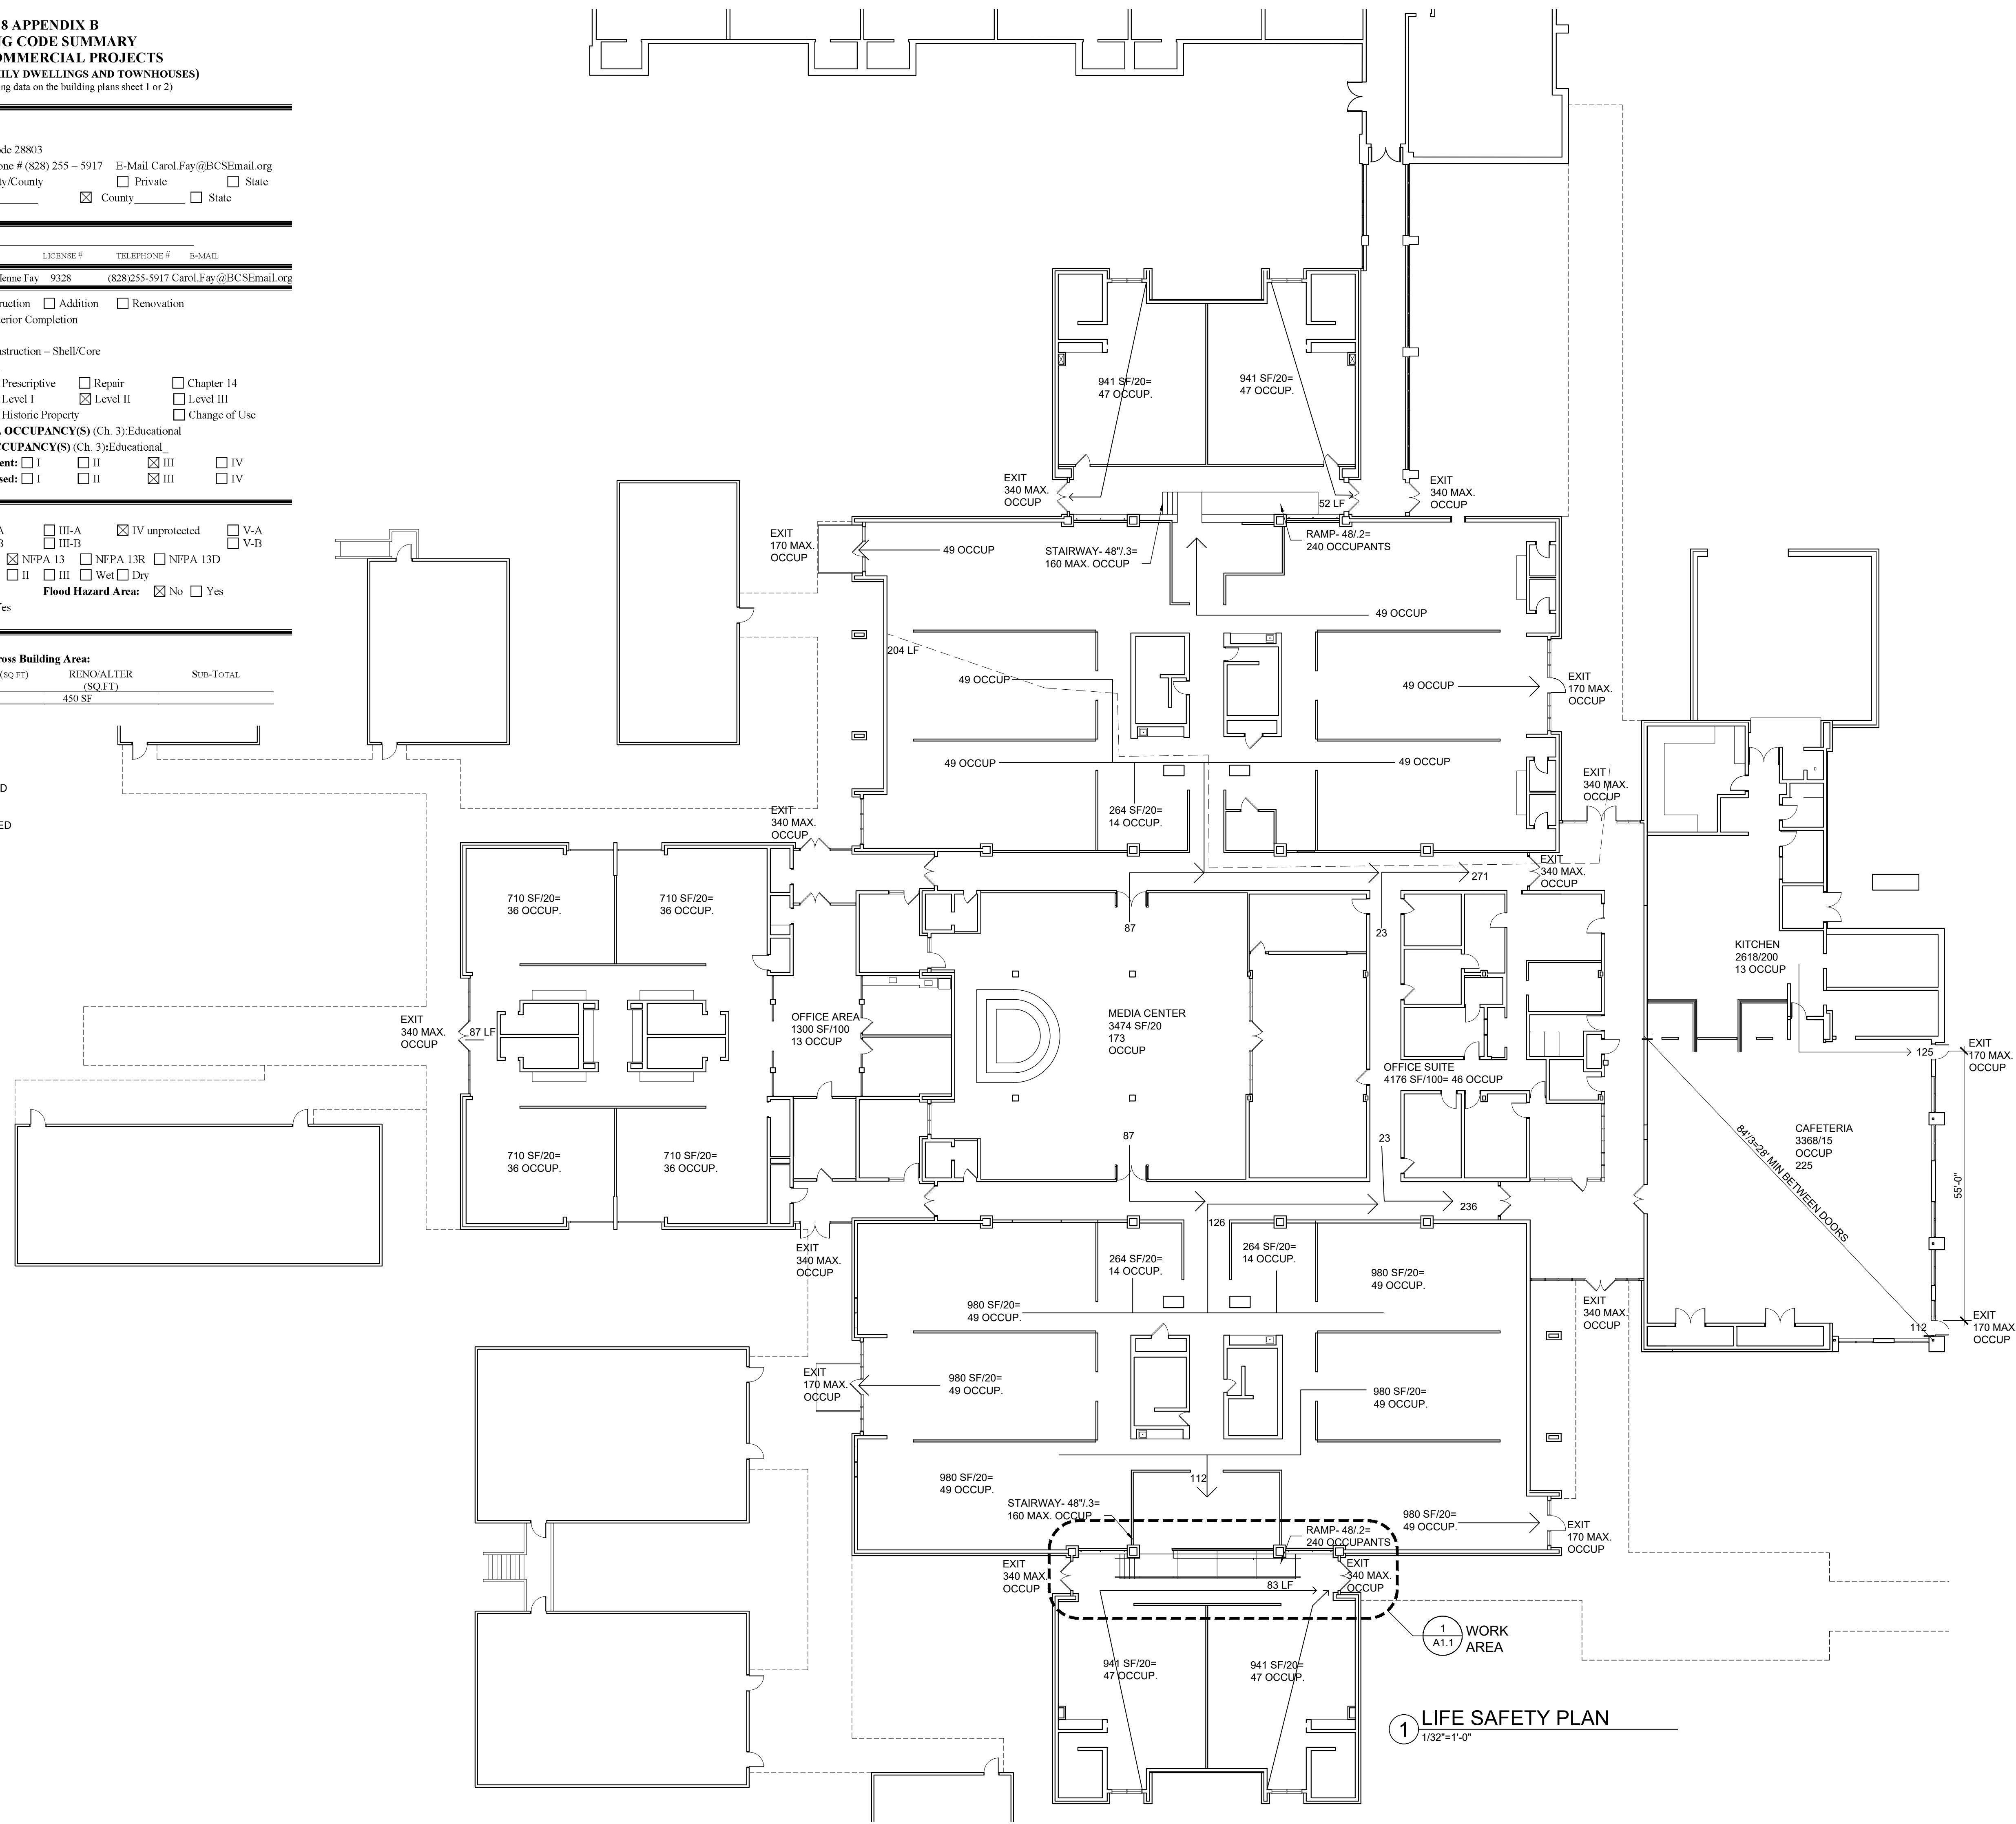 8 APPENDIX B
NG CODE SUMMARY
OMMERCIAL PROJECTS
ILY DWELLINGS AND TOWNHOUSES)
ng data on the building plans sheet 1 or 2)
ode 28803
one # (828) 255 – 5917 E-Mail Carol.Fay@BCSEmail.org
ty/County Private State
County State
LICENSE # TELEPHONE # E-MAIL
Henne Fay 9328 (828)255-5917 Carol.Fay@BCSEmail.org
ruction Addition Renovation
erior Completion
nstruction – Shell/Core
Prescriptive Repair Chapter 14
Level I Level II Level III
Historic Property Change of Use
OCCUPANCY(S) (Ch. 3):Educational
CCUPANCY(S) (Ch. 3):Educational_
ent: I II III IV
sed: I II III IV
A III-A IV unprotected V-A
B III-B V-B
NFPA 13 NFPA 13R NFPA 13D
II III Wet Dry
Flood Hazard Area: No Yes
Yes
ross Building Area:
(SQ FT) RENO/ALTER SUB-TOTAL
(SQ.FT)
450 SF
D
ED
941 SF/20=
47 OCCUP.
941 SF/20=
47 OCCUP.
EXIT
340 MAX.
OCCUP
52 LF
EXIT
340 MAX.
OCCUP
EXIT
170 MAX.
OCCUP
49 OCCUP
STAIRWAY- 48"/.3=
160 MAX. OCCUP
RAMP- 48/.2=
240 OCCUPANTS
49 OCCUP
204 LF
49 OCCUP
49 OCCUP
EXIT
170 MAX.
OCCUP
49 OCCUP
49 OCCUP
EXIT
340 MAX.
OCCUP
264 SF/20=
14 OCCUP.
EXIT
340 MAX.
OCCUP
EXIT
340 MAX.
OCCUP
271
710 SF/20=
36 OCCUP.
710 SF/20=
36 OCCUP.
87
23
KITCHEN
2618/200
13 OCCUP
EXIT
340 MAX.
OCCUP
87 LF
OFFICE AREA
1300 SF/100
13 OCCUP
MEDIA CENTER
3474 SF/20
173
OCCUP
OFFICE SUITE
4176 SF/100= 46 OCCUP
125
EXIT
170 MAX.
OCCUP
710 SF/20=
36 OCCUP.
710 SF/20=
36 OCCUP.
87
23
CAFETERIA
3368/15
OCCUP
225
84'/3=28' MIN BETWEEN DOORS
55'-0"
236
126
EXIT
340 MAX.
OCCUP
264 SF/20=
14 OCCUP.
264 SF/20=
14 OCCUP.
980 SF/20=
49 OCCUP.
980 SF/20=
49 OCCUP.
EXIT
340 MAX.
OCCUP
112
EXIT
170 MAX
OCCUP
EXIT
170 MAX.
OCCUP
980 SF/20=
49 OCCUP.
980 SF/20=
49 OCCUP.
980 SF/20=
49 OCCUP.
112
STAIRWAY- 48"/.3=
160 MAX. OCCUP
980 SF/20=
49 OCCUP.
EXIT
170 MAX.
OCCUP
RAMP- 48/.2=
240 OCCUPANTS
EXIT
340 MAX.
OCCUP
83 LF
EXIT
340 MAX.
OCCUP
1
A1.1
WORK
AREA
941 SF/20=
47 OCCUP.
941 SF/20=
47 OCCUP.
1 LIFE SAFETY PLAN
1/32"=1'-0"